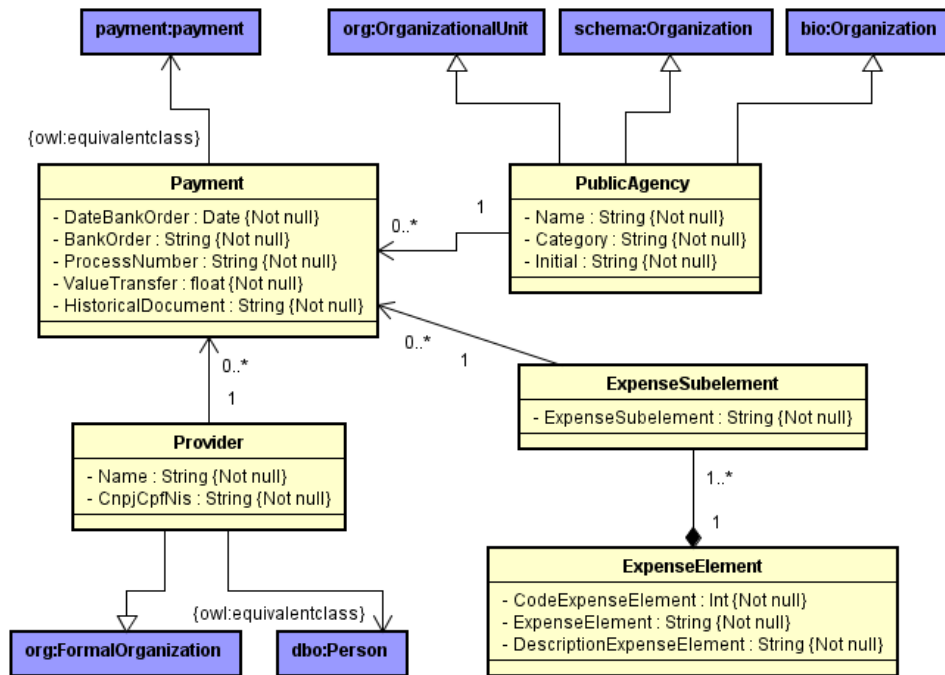 payment:payment
org:OrganizationalUnit
schema:Organization
bio:Organization
{owl:equivalentclass}
Payment
- DateBankOrder : Date {Not null}
- BankOrder : String {Not null}
- ProcessNumber : String {Not null}
- ValueTransfer : float {Not null}
- HistoricalDocument : String {Not null}
PublicAgency
- Name : String {Not null}
- Category : String {Not null}
- Initial : String {Not null}
1
0..*
0..*
1
0..*
1
ExpenseSubelement
- ExpenseSubelement : String {Not null}
Provider
- Name : String {Not null}
- CnpjCpfNis : String {Not null}
1..*
1
ExpenseElement
- CodeExpenseElement : Int {Not null}
- ExpenseElement : String {Not null}
- DescriptionExpenseElement : String {Not null}
{owl:equivalentclass}
org:FormalOrganization
dbo:Person